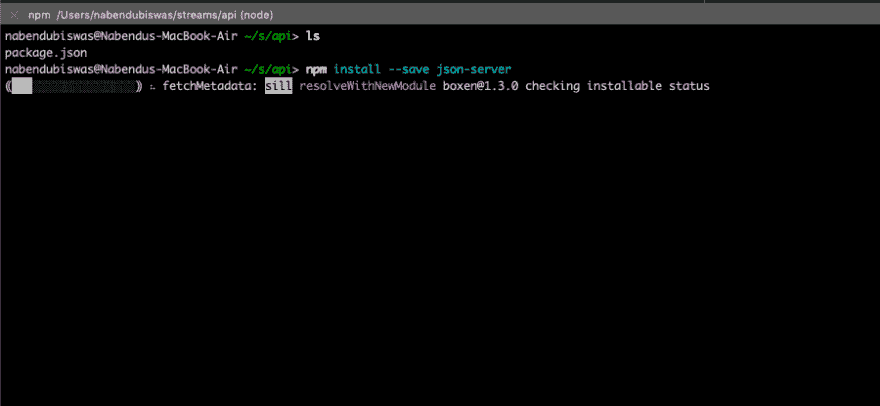 npm /Users/nabendubiswas/streams/api (node)
nabendubiswas@Nabendus-MacBook-Air ~/s/api> ls
package.json
nabendubiswas@Nabendus-MacBook-Air ~/s/api> npm install --save json-server
fetchMetadata: sill resolveWithNewModule boxen@1.3.0 checking installable status